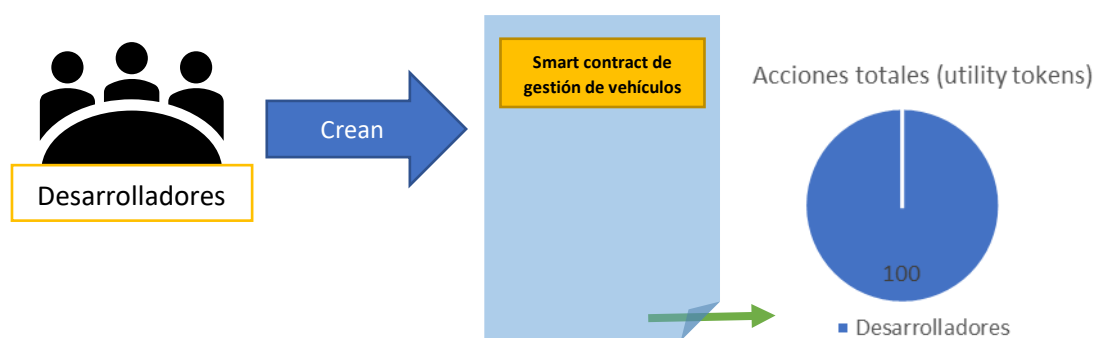 Desarrolladores
Crean
Smart contract de
gestión de vehículos
Acciones totales (utility tokens)
100
Desarrolladores